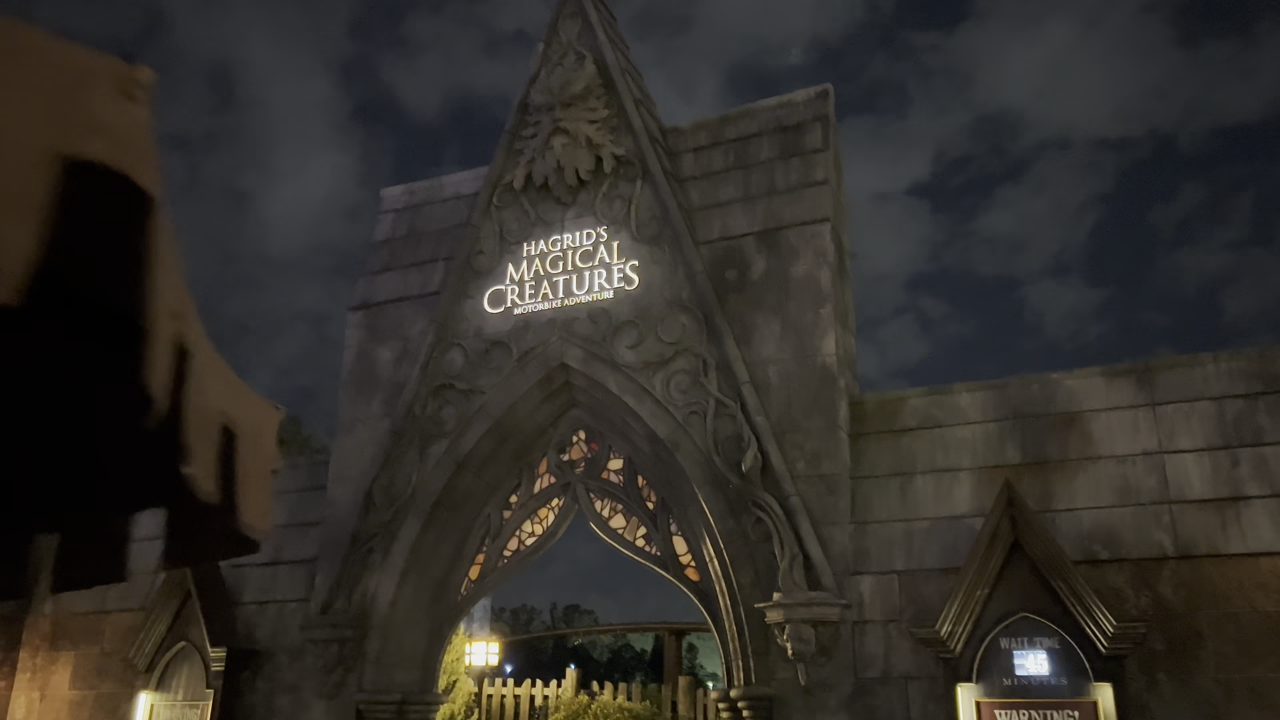 HAGRID'S
MAGICAL
CREATURES
MOTORBIKE ADVENTURE
WAIT TIME
45
MINUTES
WARNING!